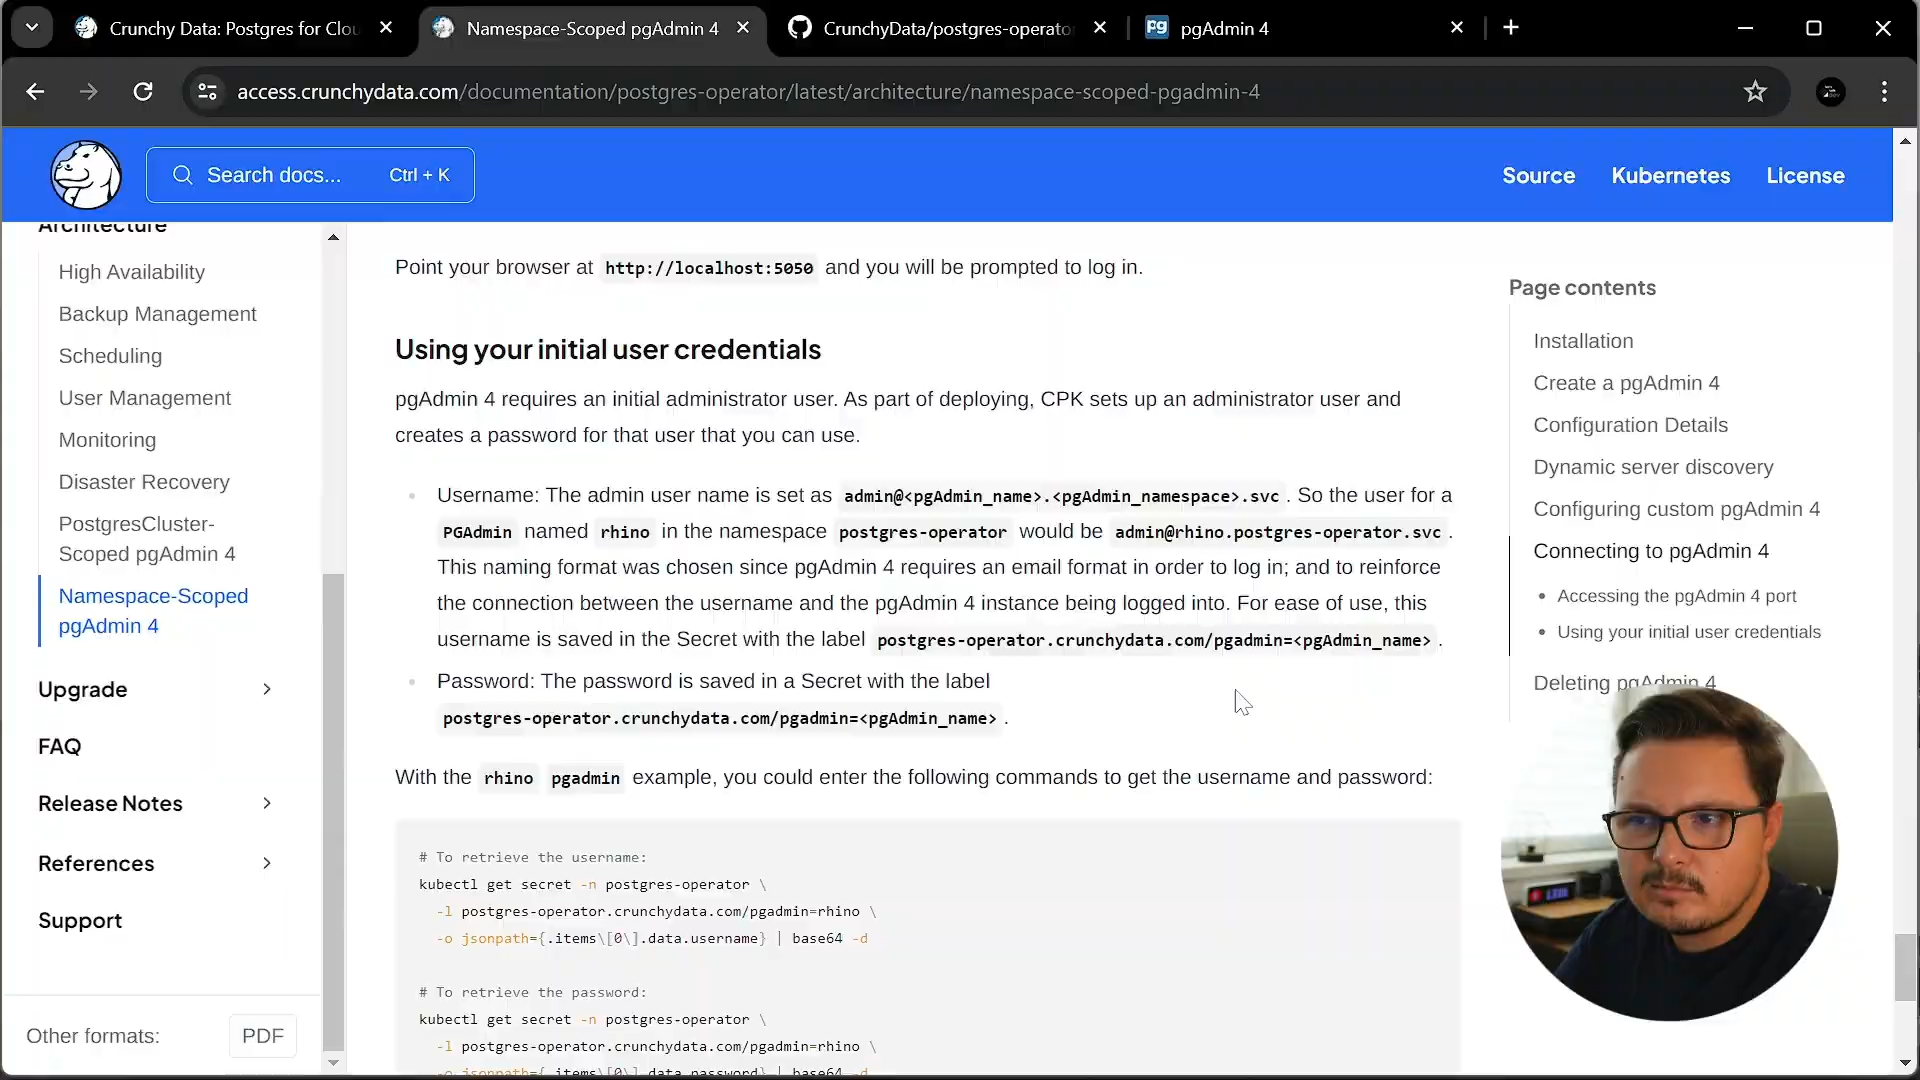 Crunchy Data: Postgres for Clou
Namespace-Scoped pgAdmin 4
CrunchyData/postgres-operato
pgAdmin 4
access.crunchydata.com/documentation/postgres-operator/latest/architecture/namespace-scoped-pgadmin-4
Search docs...
Ctrl + K
Source
Kubernetes
License
Architecture
High Availability
Backup Management
Scheduling
User Management
Monitoring
Disaster Recovery
PostgresCluster-
Scoped pgAdmin 4
Namespace-Scoped
pgAdmin 4
Upgrade
FAQ
Release Notes
References
Support
Other formats:
PDF
Point your browser at http://localhost:5050 and you will be prompted to log in.
Using your initial user credentials
pgAdmin 4 requires an initial administrator user. As part of deploying, CPK sets up an administrator user and
creates a password for that user that you can use.
Username: The admin user name is set as admin@<pgAdmin_name>.<pgAdmin_namespace>.svc . So the user for a
PGAdmin named rhino in the namespace postgres-operator would be admin@rhino.postgres-operator.svc .
This naming format was chosen since pgAdmin 4 requires an email format in order to log in; and to reinforce
the connection between the username and the pgAdmin 4 instance being logged into. For ease of use, this
username is saved in the Secret with the label postgres-operator.crunchydata.com/pgadmin=<pgAdmin_name> .
Password: The password is saved in a Secret with the label
postgres-operator.crunchydata.com/pgadmin=<pgAdmin_name> .
With the rhino pgadmin example, you could enter the following commands to get the username and password:
# To retrieve the username:
kubectl get secret -n postgres-operator \
-l postgres-operator.crunchydata.com/pgadmin=rhino \
-o jsonpath={.items\[0\].data.username} | base64 -d
# To retrieve the password:
kubectl get secret -n postgres-operator \
-l postgres-operator.crunchydata.com/pgadmin=rhino \
-o jsonpath={.items\[0\].data.password} | base64 -d
Page contents
Installation
Create a pgAdmin 4
Configuration Details
Dynamic server discovery
Configuring custom pgAdmin 4
Connecting to pgAdmin 4
Accessing the pgAdmin 4 port
Using your initial user credentials
Deleting pgAdmin 4